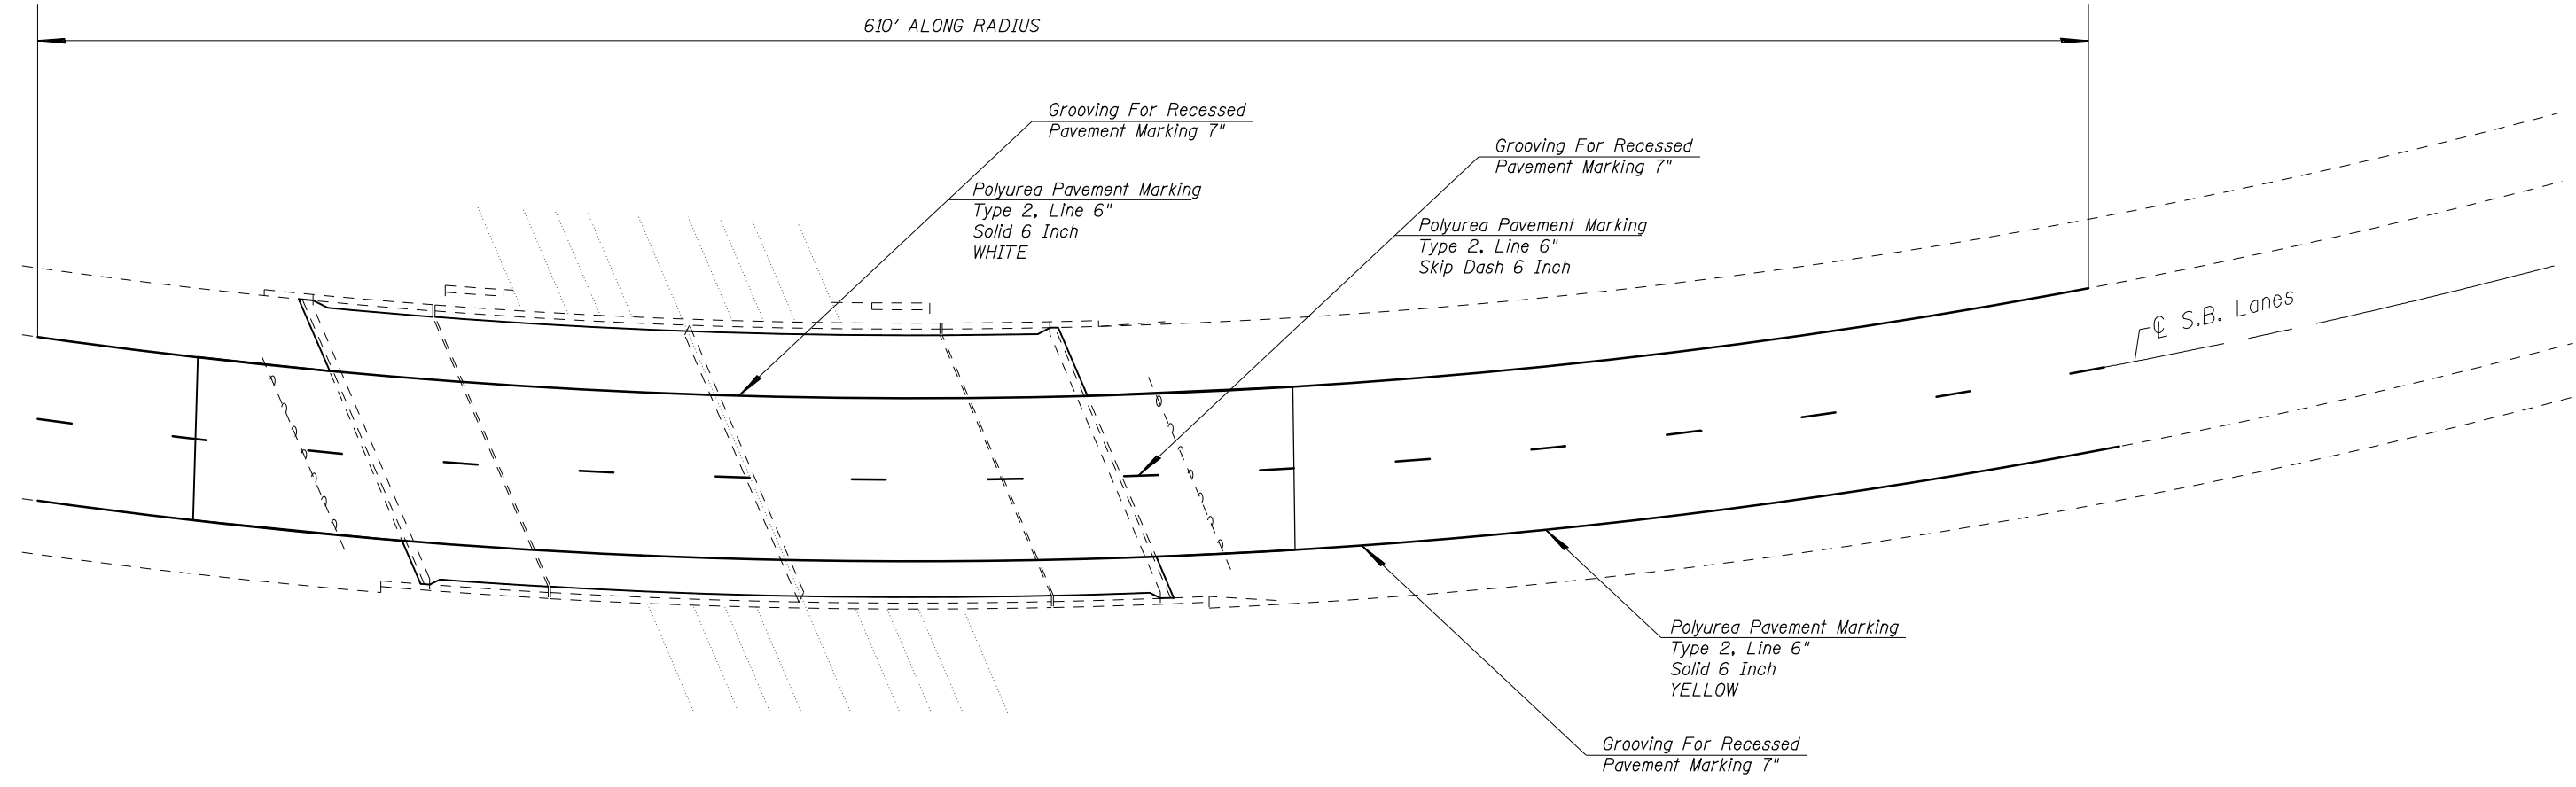 610' ALONG RADIUS
Grooving For Recessed
Pavement Marking 7"
Polyurea Pavement Marking
Type 2, Line 6"
Solid 6 Inch
WHITE
Grooving For Recessed
Pavement Marking 7"
Polyurea Pavement Marking
Type 2, Line 6"
Skip Dash 6 Inch
℄ S.B. Lanes
Polyurea Pavement Marking
Type 2, Line 6"
Solid 6 Inch
YELLOW
Grooving For Recessed
Pavement Marking 7"